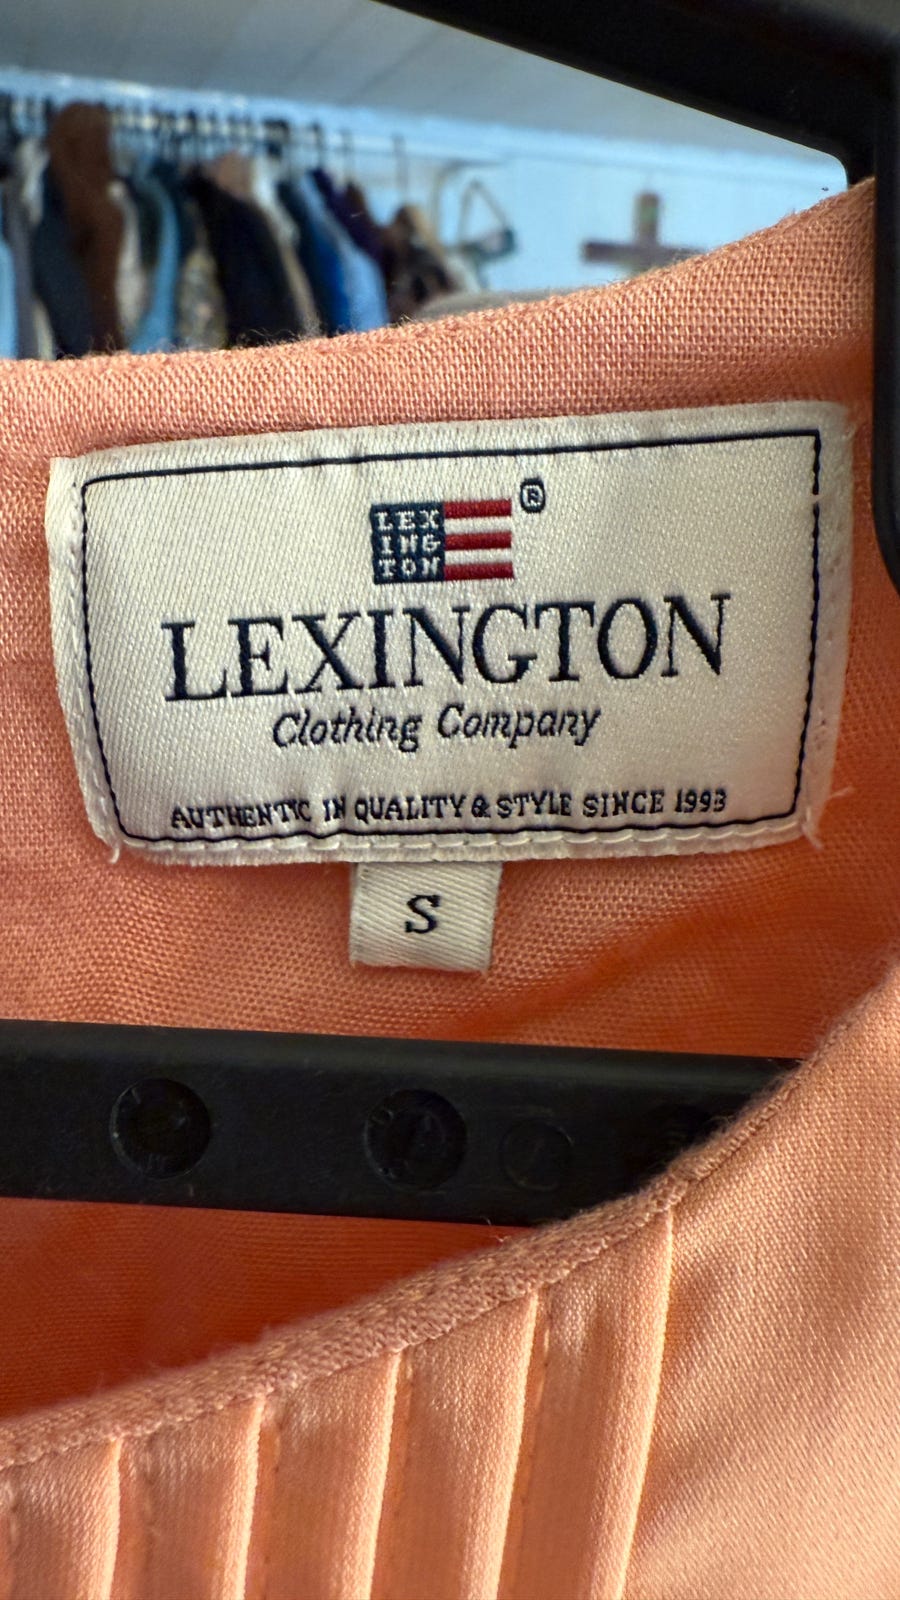 LEX
ING
TON
®
LEXINGTON
Clothing Company
AUTHENTIC IN QUALITY & STYLE SINCE 1993
S